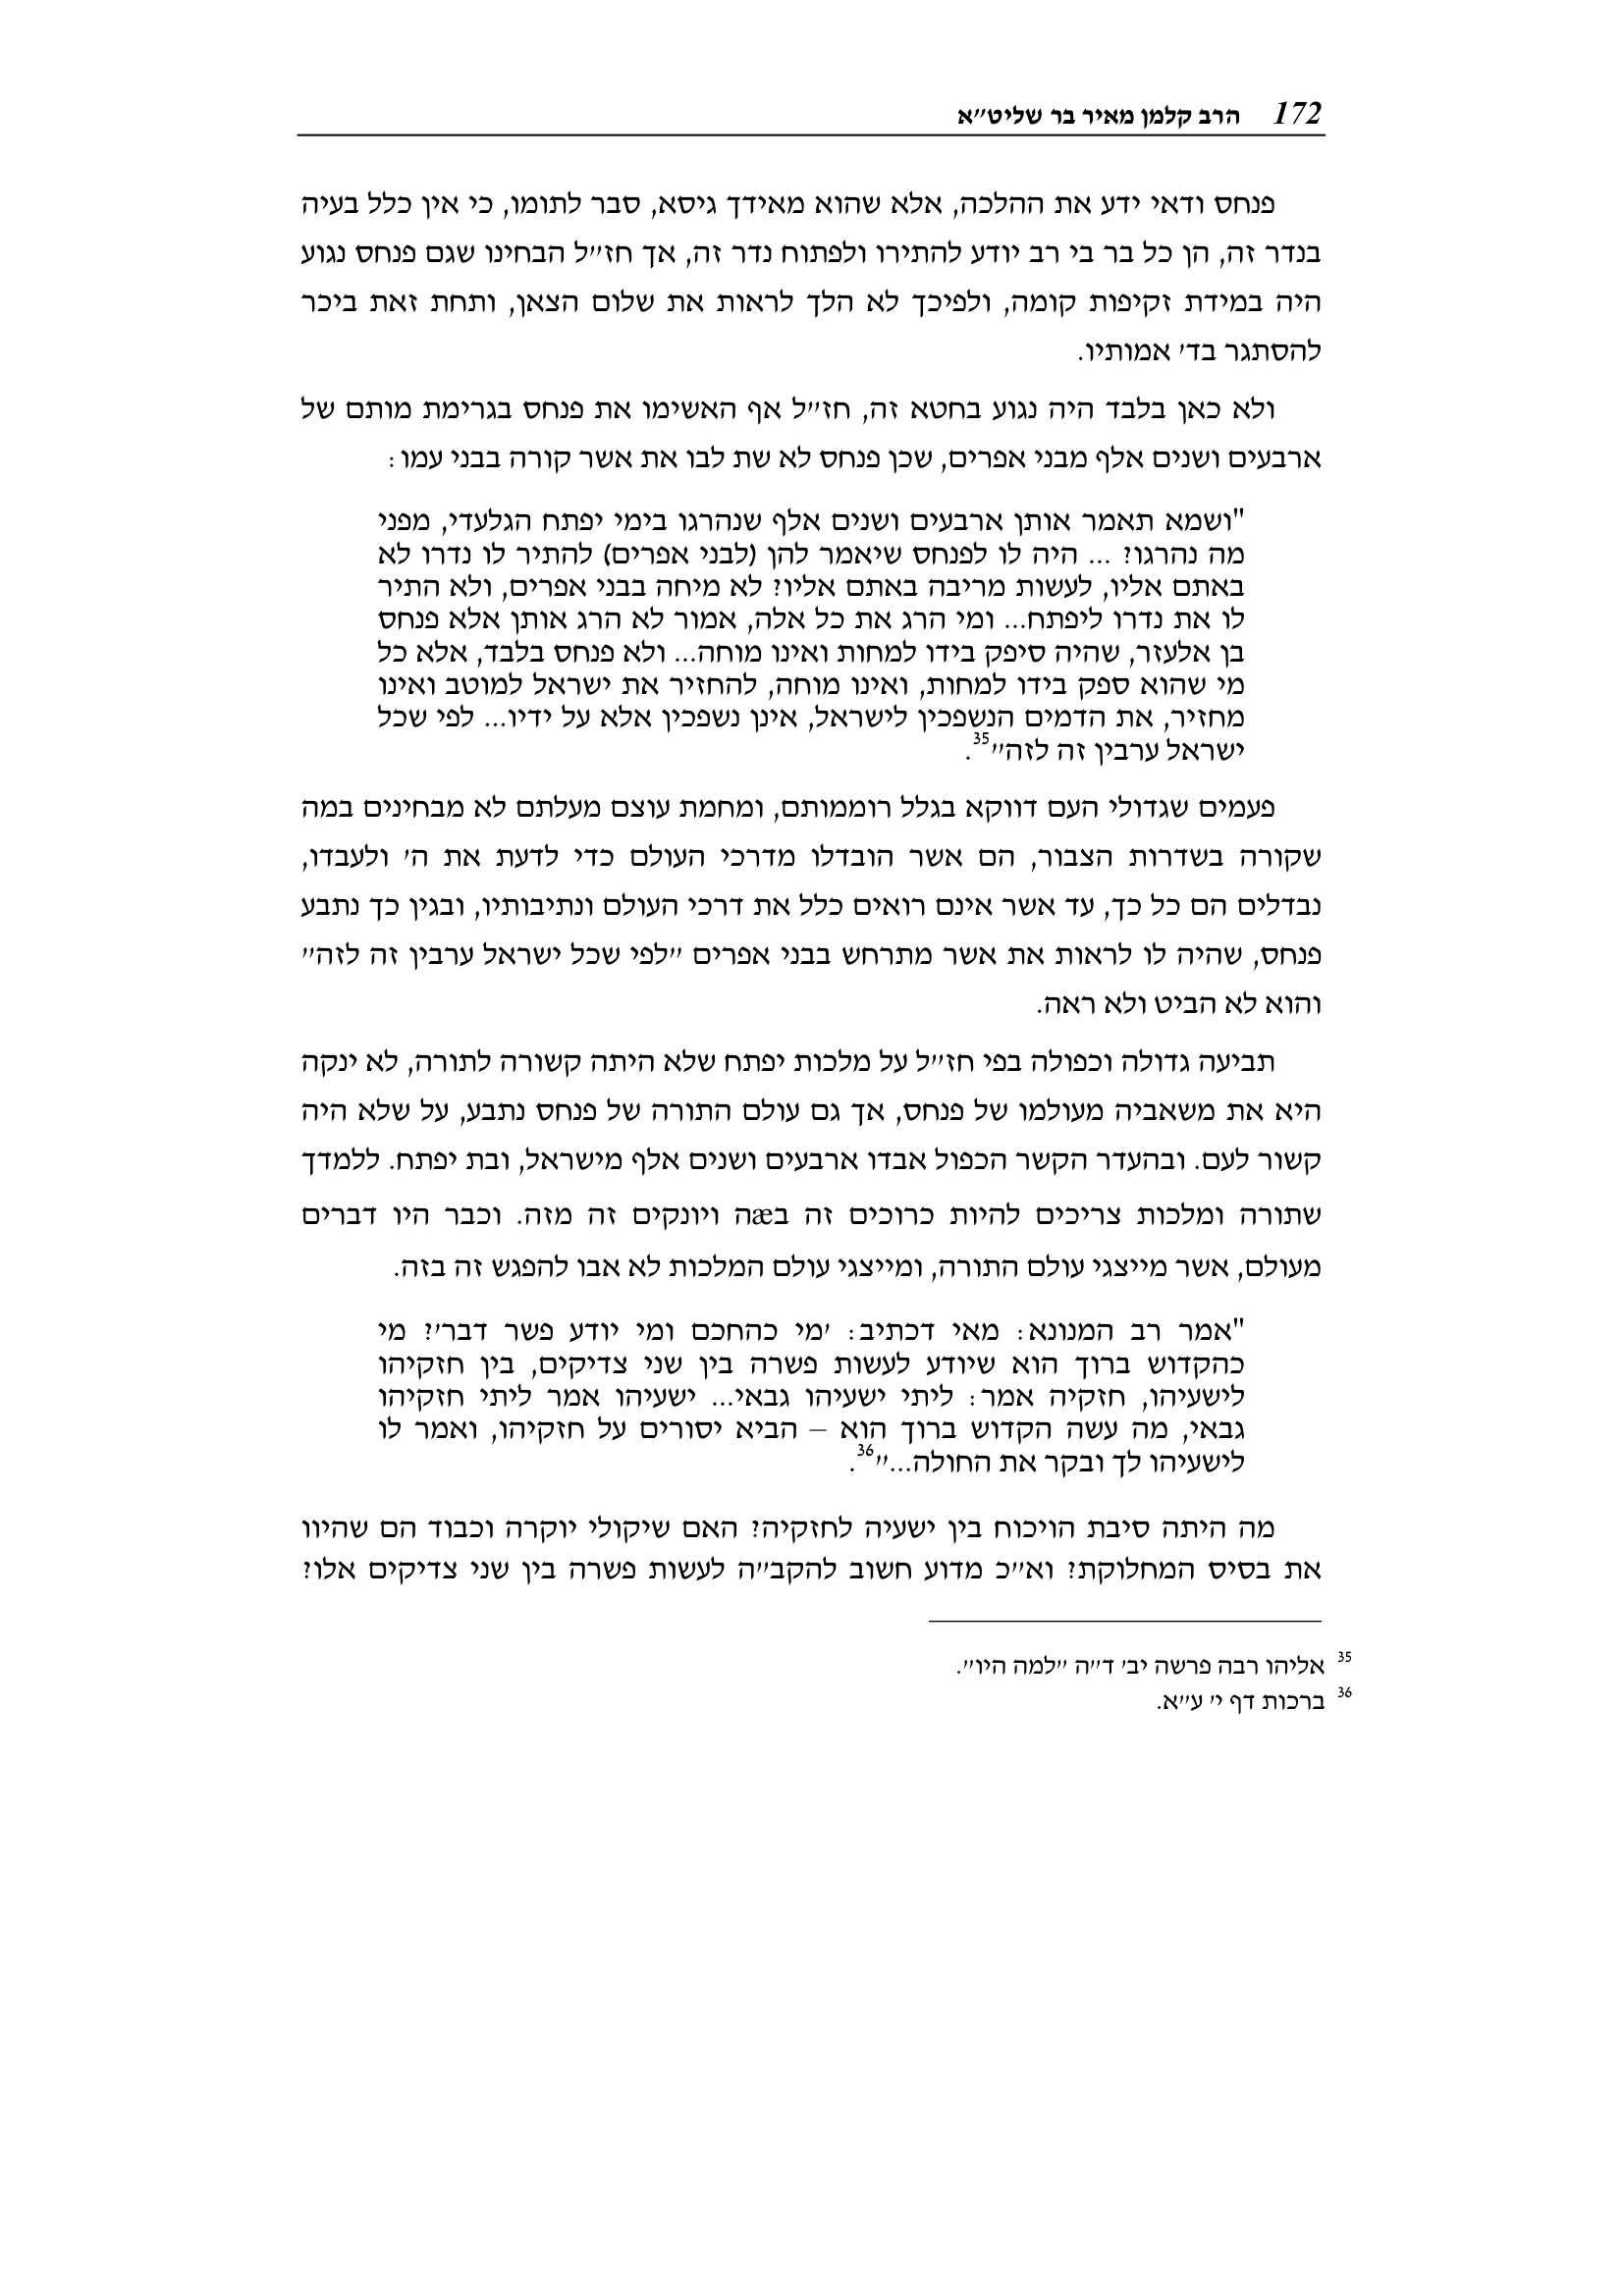 172 הרב קלמן מאיר בר שליט״א
פנחס ודאי ידע את ההלכה, אלא שהוא מאידך גיסא, סבר לתומו, כי אין כלל בעיה
בנדר זה, הן כל בר בי רב יודע להתירו ולפתוח נדר זה, אך חז״ל הבחינו שגם פנחס נגוע
היה במידת זקיפות קומה, ולפיכך לא הלך לראות את שלום הצאן, ותחת זאת ביכר
להסתגר בד׳ אמותיו.
ולא כאן בלבד היה נגוע בחטא זה, חז״ל אף האשימו את פנחס בגרימת מותם של
ארבעים ושנים אלף מבני אפרים, שכן פנחס לא שת לבו את אשר קורה בבני עמו:
"ושמא תאמר אותן ארבעים ושנים אלף שנהרגו בימי יפתח הגלעדי, מפני
מה נהרגו? ... היה לו לפנחס שיאמר להן (לבני אפרים) להתיר לו נדרו לא
באתם אליו, לעשות מריבה באתם אליו? לא מיחה בבני אפרים, ולא התיר
לו את נדרו ליפתח... ומי הרג את כל אלה, אמור לא הרג אותן אלא פנחס
בן אלעזר, שהיה סיפק בידו למחות ואינו מוחה... ולא פנחס בלבד, אלא כל
מי שהוא ספק בידו למחות, ואינו מוחה, להחזיר את ישראל למוטב ואינו
מחזיר, את הדמים הנשפכין לישראל, אינן נשפכין אלא על ידיו... לפי שכל
ישראל ערבין זה לזה״35.
פעמים שגדולי העם דווקא בגלל רוממותם, ומחמת עוצם מעלתם לא מבחינים במה
שקורה בשדרות הצבור, הם אשר הובדלו מדרכי העולם כדי לדעת את ה׳ ולעבדו,
נבדלים הם כל כך, עד אשר אינם רואים כלל את דרכי העולם ונתיבותיו, ובגין כך נתבע
פנחס, שהיה לו לראות את אשר מתרחש בבני אפרים ״לפי שכל ישראל ערבין זה לזה״
והוא לא הביט ולא ראה.
תביעה גדולה וכפולה בפי חז״ל על מלכות יפתח שלא היתה קשורה לתורה, לא ינקה
היא את משאביה מעולמו של פנחס, אך גם עולם התורה של פנחס נתבע, על שלא היה
קשור לעם. ובהעדר הקשר הכפול אבדו ארבעים ושנים אלף מישראל, ובת יפתח. ללמדך
שתורה ומלכות צריכים להיות כרוכים זה בæה ויונקים זה מזה. וכבר היו דברים
מעולם, אשר מייצגי עולם התורה, ומייצגי עולם המלכות לא אבו להפגש זה בזה.
"אמר רב המנונא: מאי דכתיב: ׳מי כהחכם ומי יודע פשר דבר׳? מי
כהקדוש ברוך הוא שיודע לעשות פשרה בין שני צדיקים, בין חזקיהו
לישעיהו, חזקיה אמר: ליתי ישעיהו גבאי... ישעיהו אמר ליתי חזקיהו
גבאי, מה עשה הקדוש ברוך הוא – הביא יסורים על חזקיהו, ואמר לו
לישעיהו לך ובקר את החולה...״36.
מה היתה סיבת הויכוח בין ישעיה לחזקיה? האם שיקולי יוקרה וכבוד הם שהיוו
את בסיס המחלוקת? וא״כ מדוע חשוב להקב״ה לעשות פשרה בין שני צדיקים אלו?
35 אליהו רבה פרשה יב׳ ד״ה ״למה היו״.
36 ברכות דף י׳ ע״א.